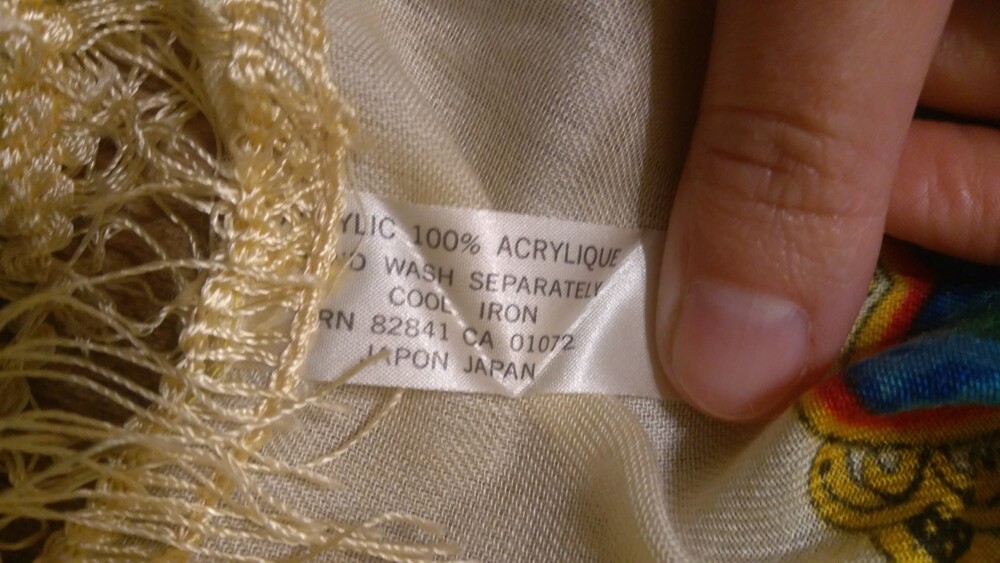 YLIC 100% ACRYLIQUE
WASH SEPARATELY
COOL IRON
RN 82841 CA 01072
JAPON JAPAN